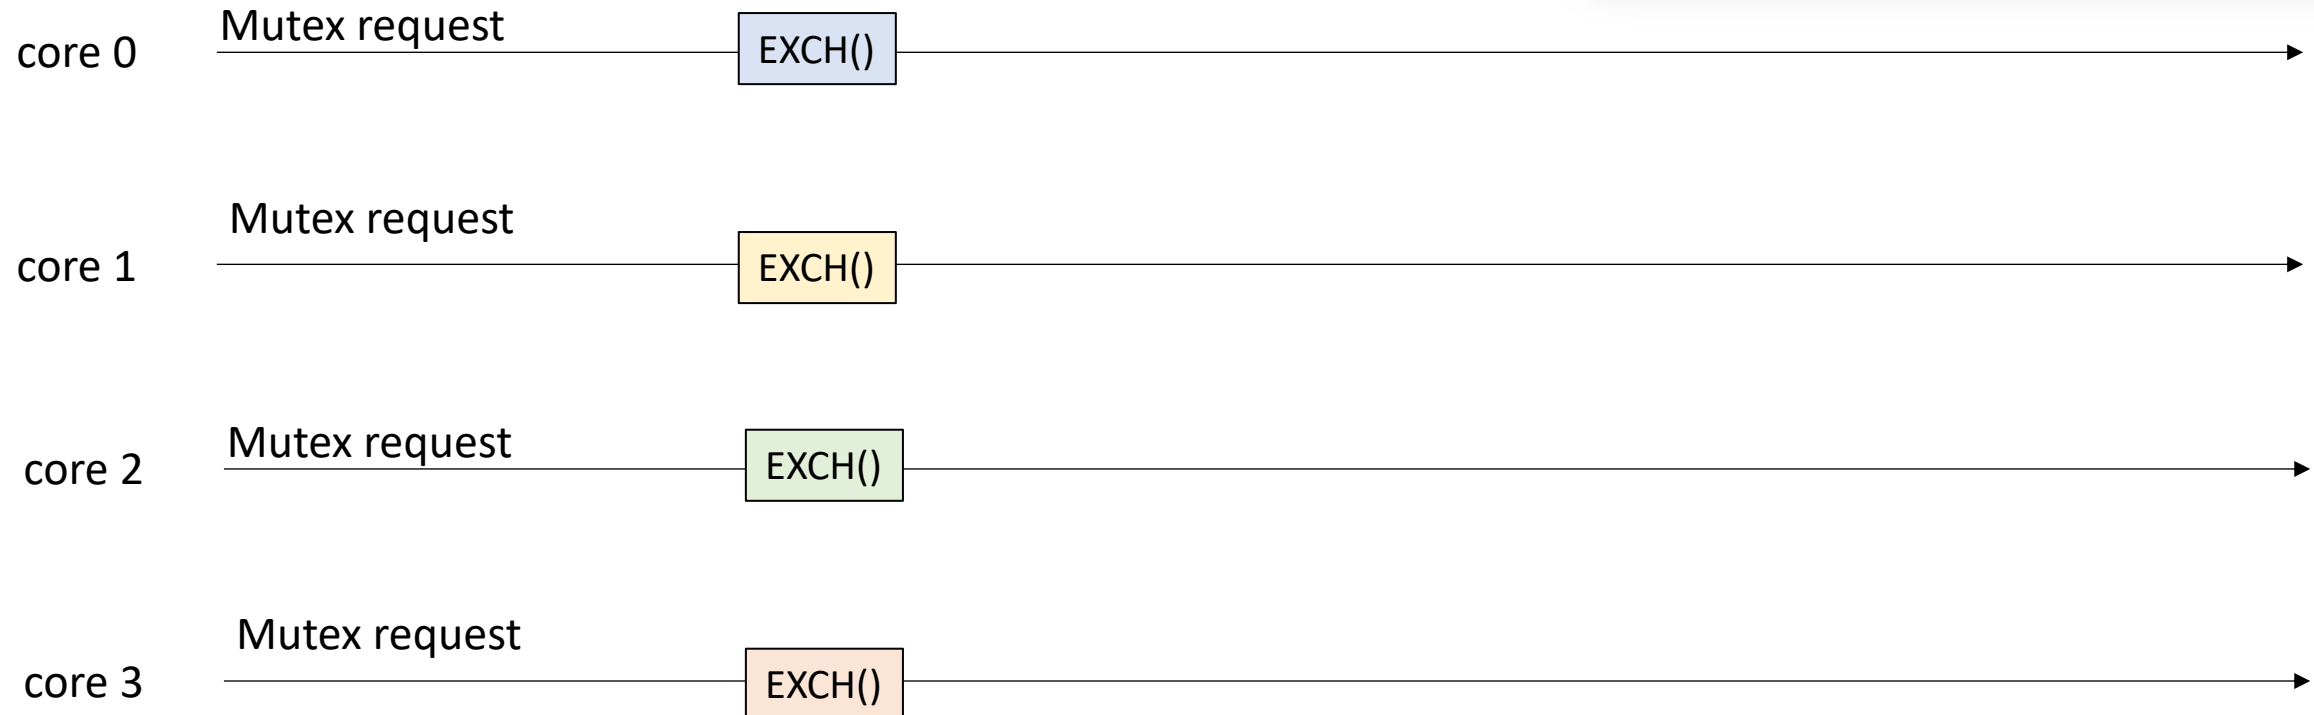 Mutex request
core 0
EXCH()
Mutex request
core 1
EXCH()
Mutex request
core 2
EXCH()
Mutex request
core 3
EXCH()